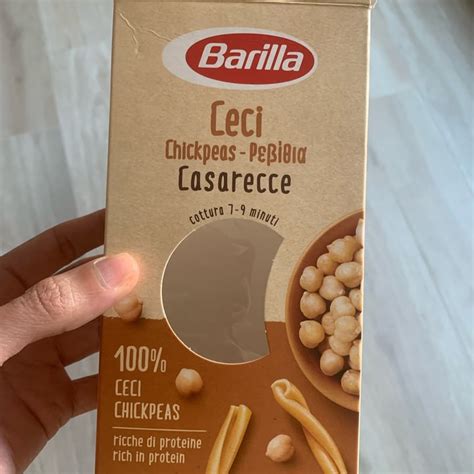 Barilla
Ceci
Chickpeas - Ρεβίθια
Casarecce
cottura 7-9 minuti
100%
CECI
CHICKPEAS
ricche di proteine
rich in protein